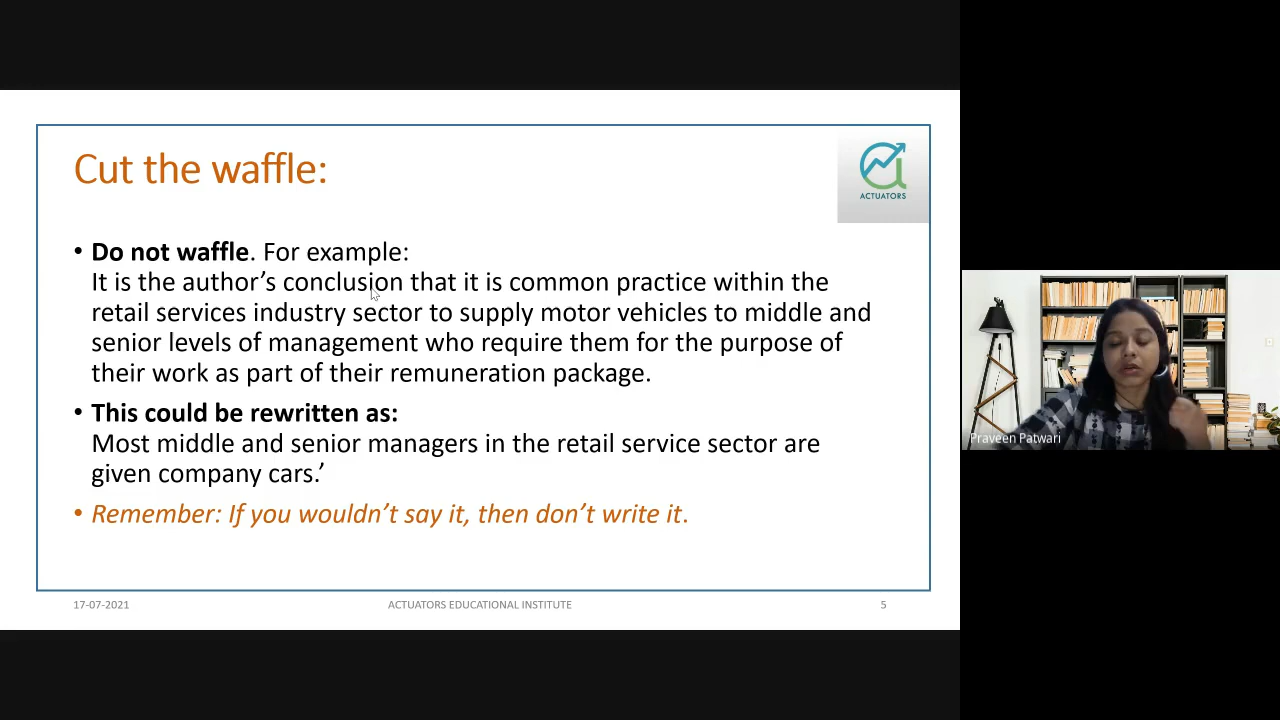 Cut the waffle:
ACTUATORS
• Do not waffle. For example:
It is the author’s conclusion that it is common practice within the
retail services industry sector to supply motor vehicles to middle and
senior levels of management who require them for the purpose of
their work as part of their remuneration package.
• This could be rewritten as:
Most middle and senior managers in the retail service sector are
given company cars.’
• Remember: If you wouldn’t say it, then don’t write it.
17-07-2021
ACTUATORS EDUCATIONAL INSTITUTE
5
Praveen Patwari